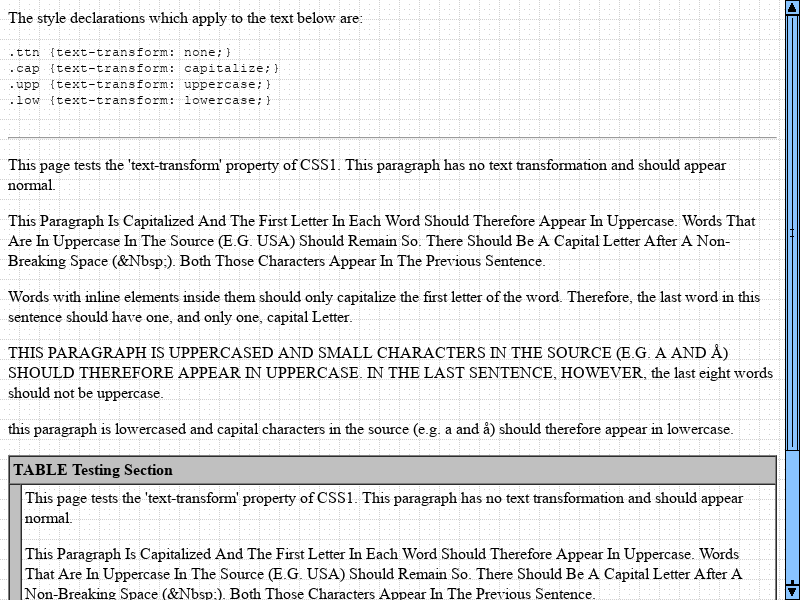 The style declarations which apply to the text below are:
.ttn {text-transform: none;}
.cap {text-transform: capitalize;}
.upp {text-transform: uppercase;}
.low {text-transform: lowercase;}
This page tests the 'text-transform' property of CSS1. This paragraph has no text transformation and should appear
normal.
This Paragraph Is Capitalized And The First Letter In Each Word Should Therefore Appear In Uppercase. Words That
Are In Uppercase In The Source (E.G. USA) Should Remain So. There Should Be A Capital Letter After A Non-
Breaking Space (&Nbsp;). Both Those Characters Appear In The Previous Sentence.
Words with inline elements inside them should only capitalize the first letter of the word. Therefore, the last word in this
sentence should have one, and only one, capital Letter.
THIS PARAGRAPH IS UPPERCASED AND SMALL CHARACTERS IN THE SOURCE (E.G. A AND Å)
SHOULD THEREFORE APPEAR IN UPPERCASE. IN THE LAST SENTENCE, HOWEVER, the last eight words
should not be uppercase.
this paragraph is lowercased and capital characters in the source (e.g. a and å) should therefore appear in lowercase.
TABLE Testing Section
This page tests the 'text-transform' property of CSS1. This paragraph has no text transformation and should appear
normal.
This Paragraph Is Capitalized And The First Letter In Each Word Should Therefore Appear In Uppercase. Words
That Are In Uppercase In The Source (E.G. USA) Should Remain So. There Should Be A Capital Letter After A
Non-Breaking Space (&Nbsp;). Both Those Characters Appear In The Previous Sentence.